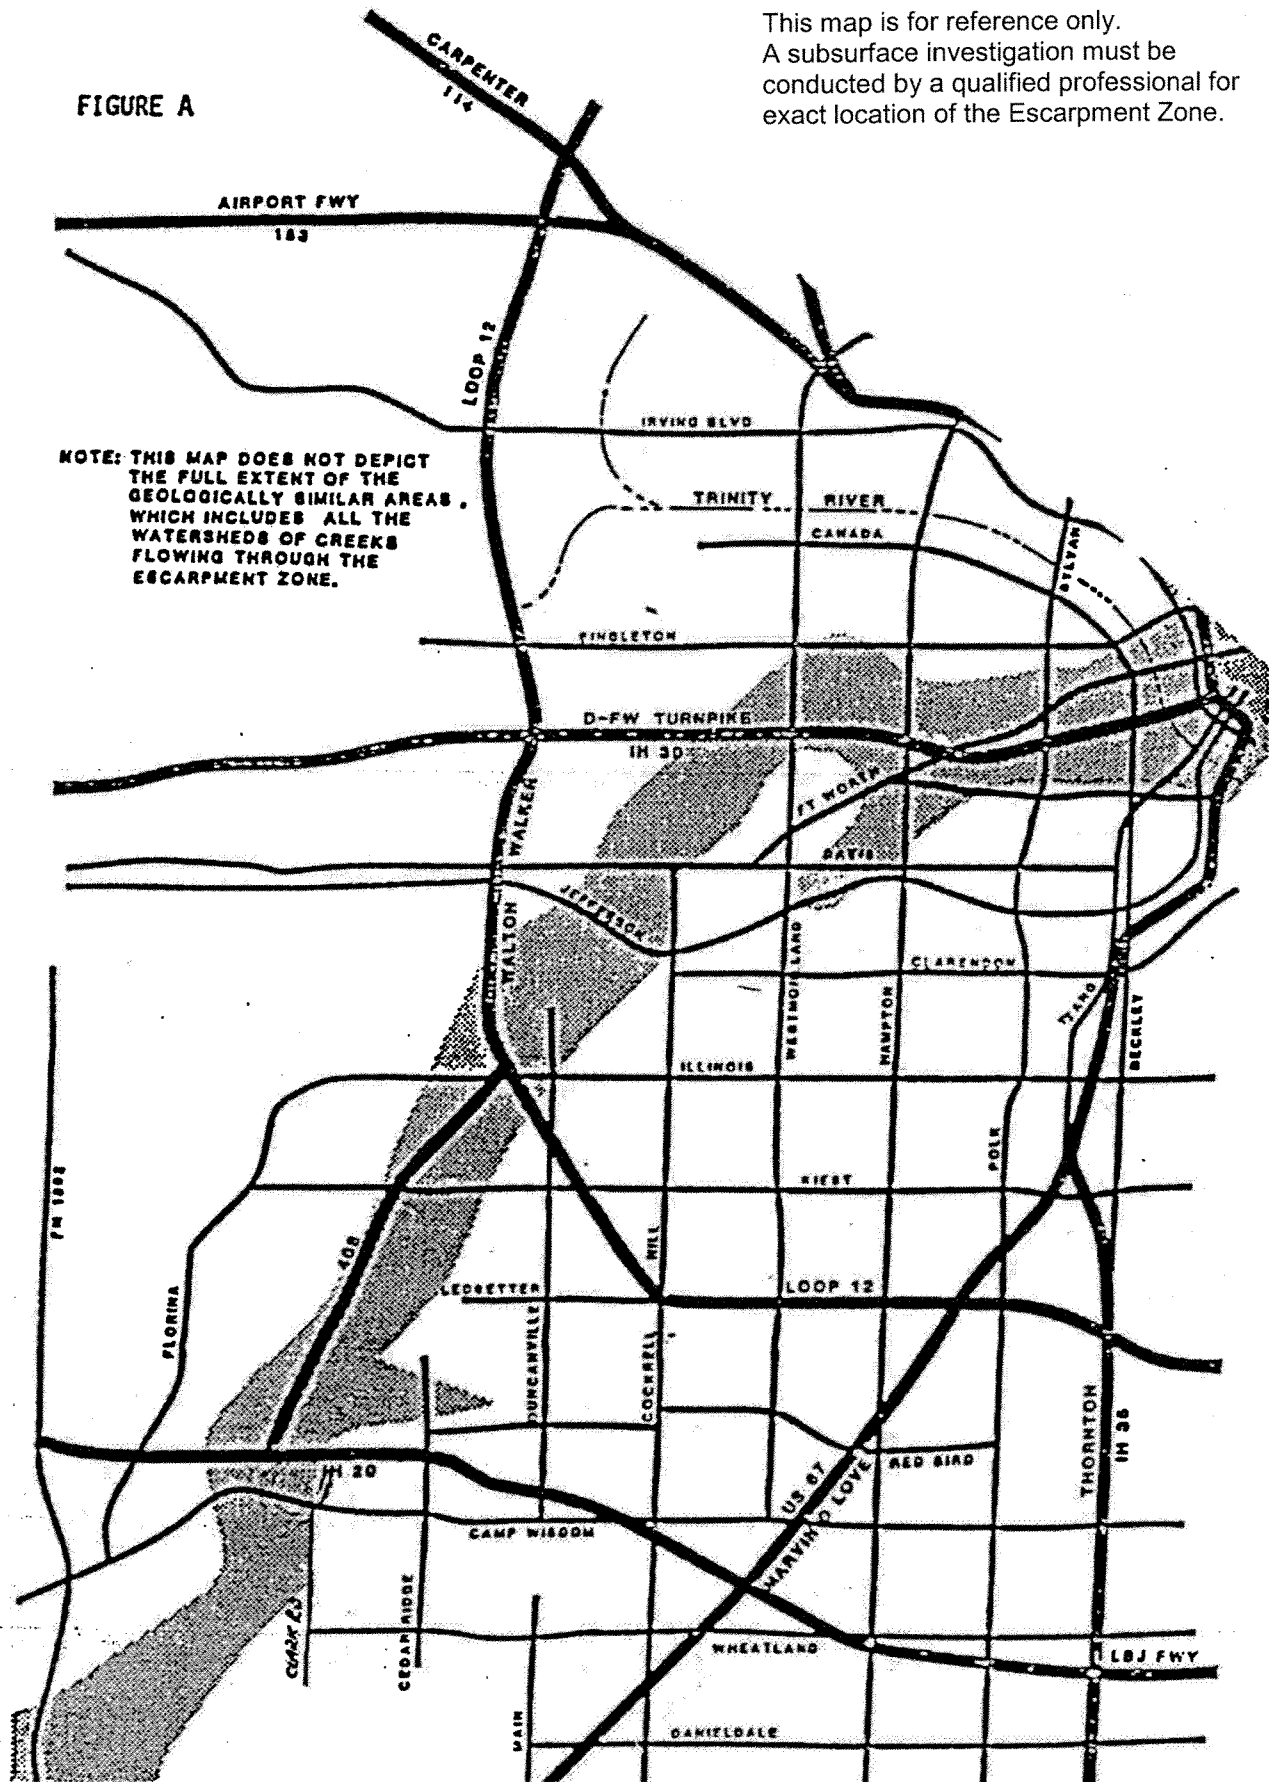 This map is for reference only.
A subsurface investigation must be
conducted by a qualified professional for
exact location of the Escarpment Zone.
FIGURE A
CARPENTER
114
AIRPORT FWY
183
LOOP 12
IRVING BLVD
NOTE: THIS MAP DOES NOT DEPICT
THE FULL EXTENT OF THE
GEOLOGICALLY SIMILAR AREAS.
WHICH INCLUDES ALL THE
WATERSHEDS OF CREEKS
FLOWING THROUGH THE
ESCARPMENT ZONE.
TRINITY RIVER
CANADA
SYLVAN
SINGLETON
D-FW TURNPIKE
IH 30
FT WORTH
WALKER
DAVIS
JEFFERSON
WALTON
WESTMORELAND
CLARENDON
HAMPTON
BECKLEY
ILLINOIS
POLK
KIEST
408
HILL
LEDBETTER
LOOP 12
FLORINA
DUNCANVILLE
COCKRELL
THORNTON
IH 35
IH 20
US 67
MARVIN D LOVE
RED BIRD
CAMP WISDOM
CLARK RD
CEDAR RIDGE
WHEATLAND
LBJ FWY
MAIN
DANIELDALE